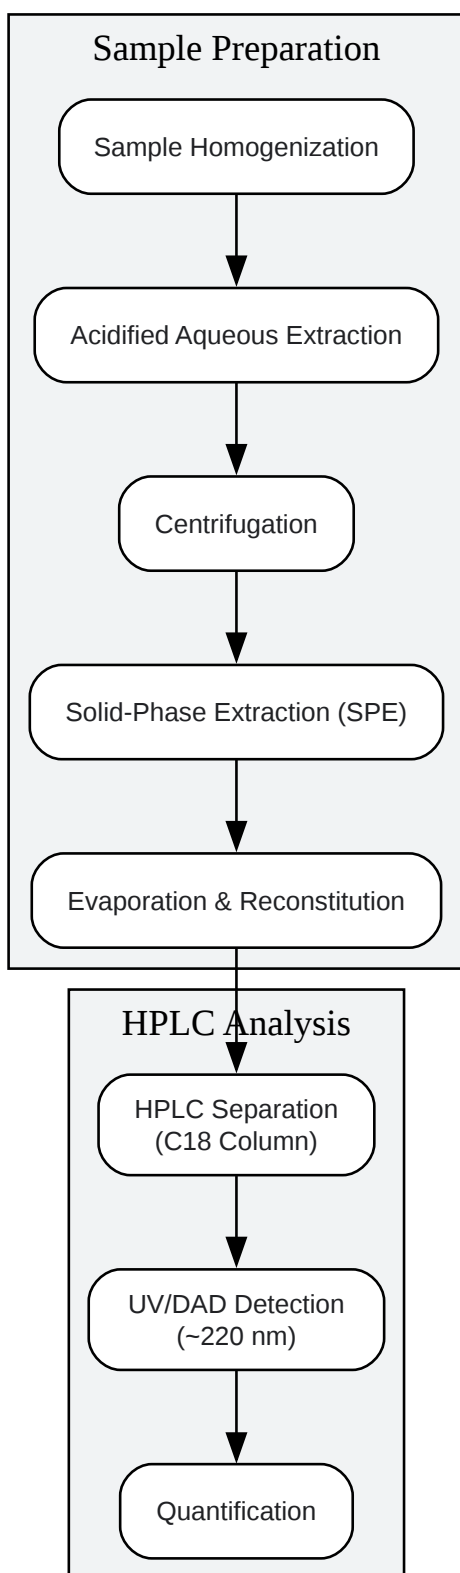 Sample Preparation
Sample Homogenization
Acidified Aqueous Extraction
Centrifugation
Solid-Phase Extraction (SPE)
Evaporation & Reconstitution
HPLC Analysis
HPLC Separation
(C18 Column)
UV/DAD Detection
(~220 nm)
Quantification